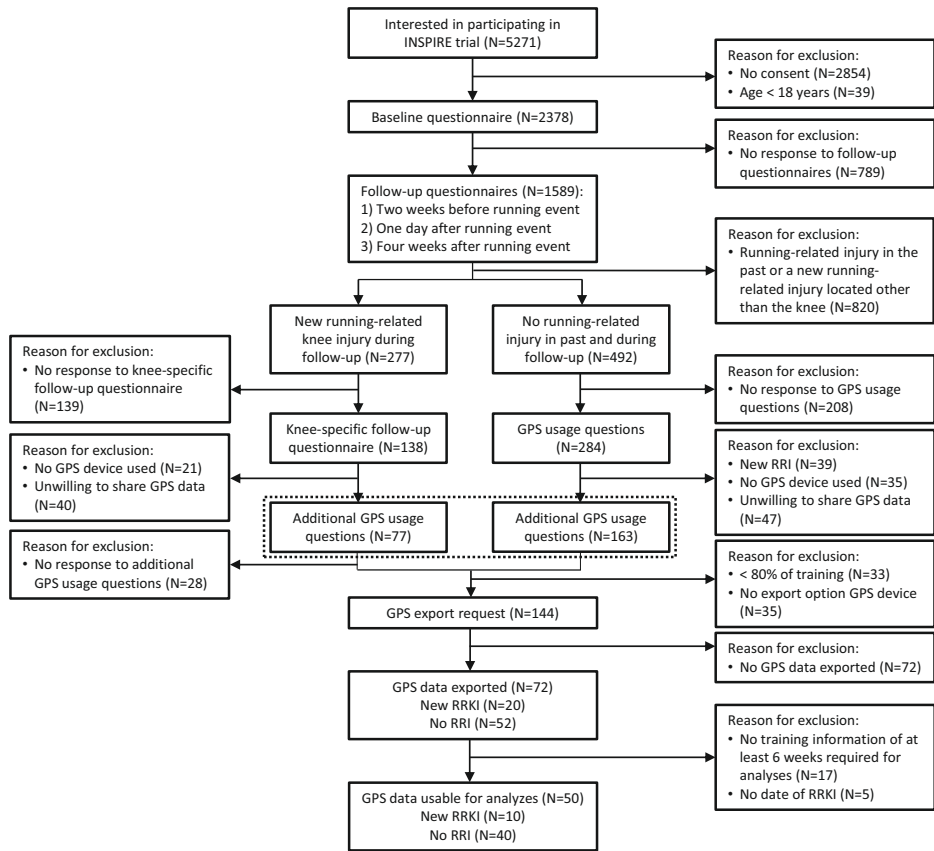 Interested in participating in
INSPIRE trial (N=5271)
Reason for exclusion:
• No consent (N=2854)
• Age < 18 years (N=39)
Baseline questionnaire (N=2378)
Reason for exclusion:
• No response to follow-up
questionnaires (N=789)
Follow-up questionnaires (N=1589):
1) Two weeks before running event
2) One day after running event
3) Four weeks after running event
Reason for exclusion:
• Running-related injury in the
past or a new running-
related injury located other
than the knee (N=820)
New running-related
knee injury during
follow-up (N=277)
No running-related
injury in past and during
follow-up (N=492)
Reason for exclusion:
• No response to knee-specific
follow-up questionnaire
(N=139)
Reason for exclusion:
• No response to GPS usage
questions (N=208)
Knee-specific follow-up
questionnaire (N=138)
GPS usage questions
(N=284)
Reason for exclusion:
• No GPS device used (N=21)
• Unwilling to share GPS data
(N=40)
Reason for exclusion:
• New RRI (N=39)
• No GPS device used (N=35)
• Unwilling to share GPS data
(N=47)
Additional GPS usage
questions (N=77)
Additional GPS usage
questions (N=163)
Reason for exclusion:
• No response to additional
GPS usage questions (N=28)
Reason for exclusion:
• < 80% of training (N=33)
• No export option GPS device
(N=35)
GPS export request (N=144)
Reason for exclusion:
• No GPS data exported (N=72)
GPS data exported (N=72)
New RRKI (N=20)
No RRI (N=52)
Reason for exclusion:
• No training information of at
least 6 weeks required for
analyses (N=17)
• No date of RRKI (N=5)
GPS data usable for analyzes (N=50)
New RRKI (N=10)
No RRI (N=40)